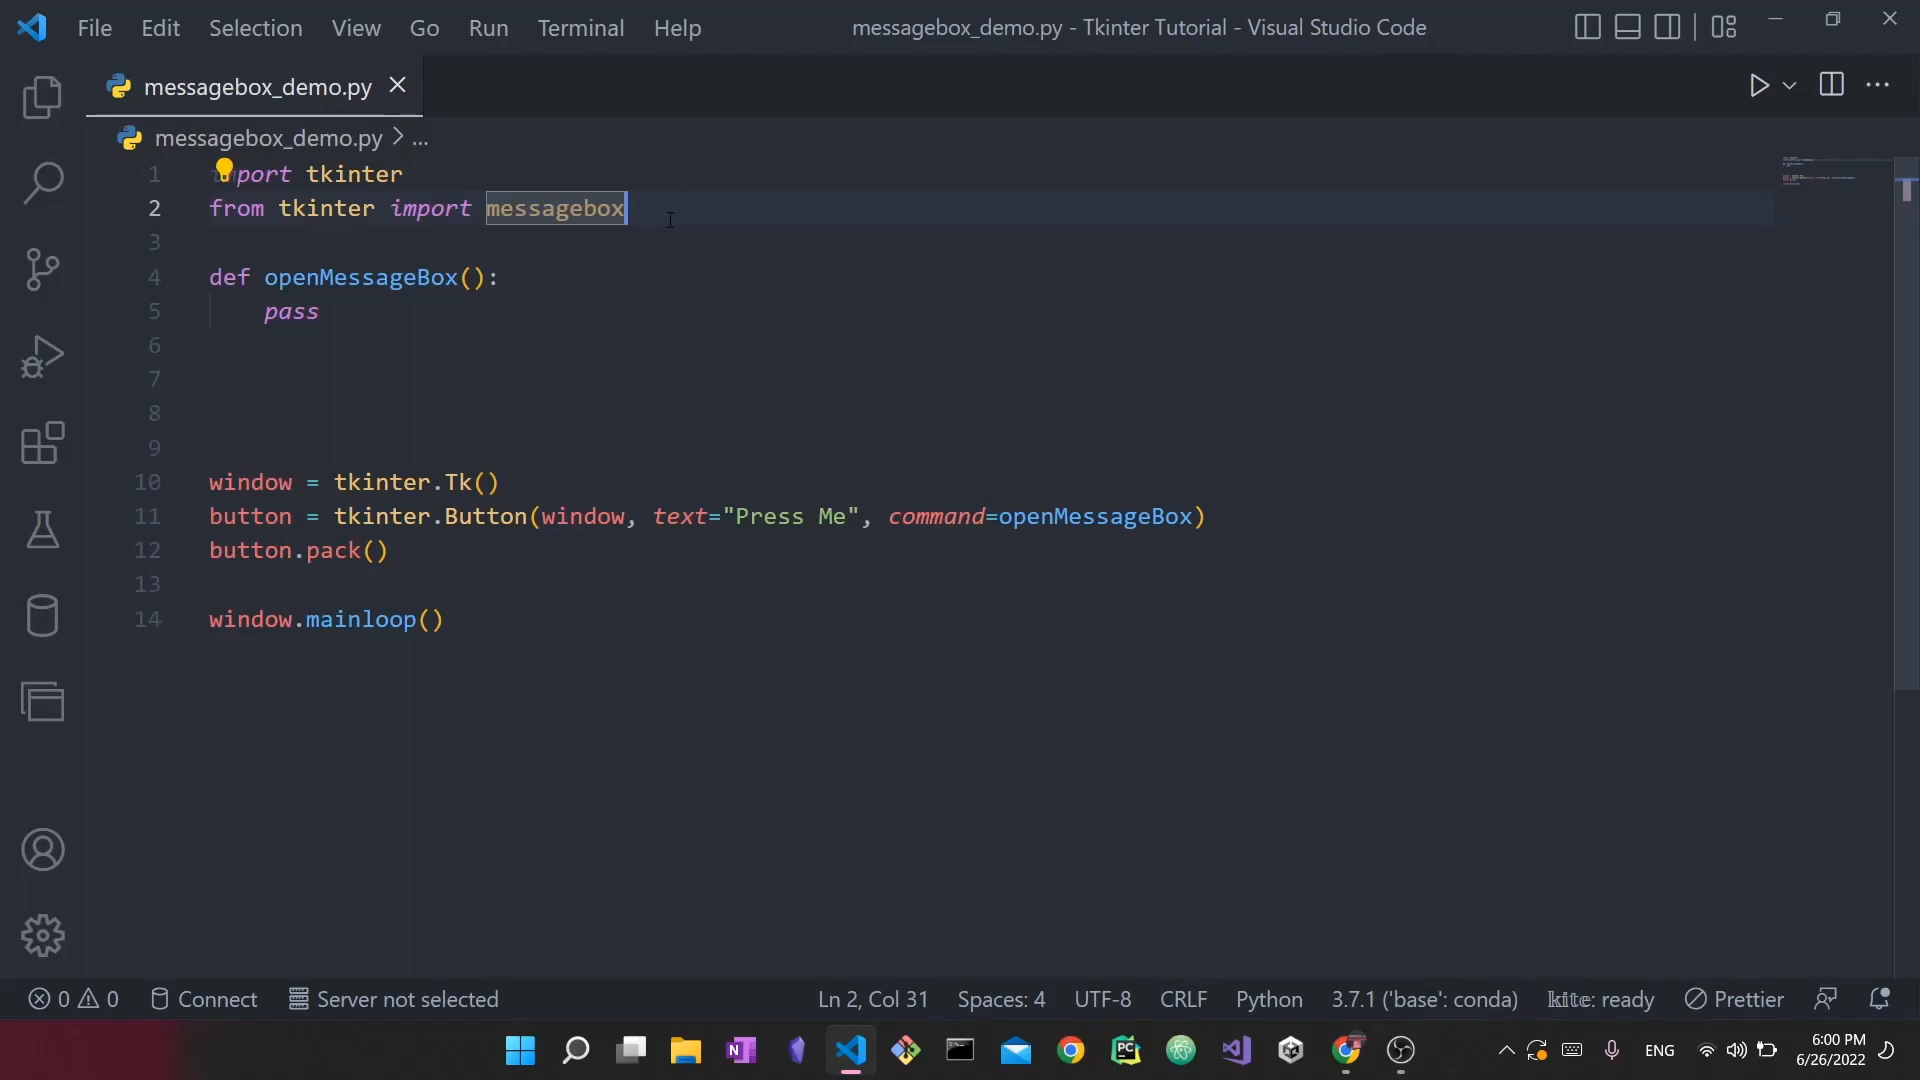 File Edit Selection View Go Run Terminal Help messagebox_demo.py - Tkinter Tutorial - Visual Studio Code
messagebox_demo.py
messagebox_demo.py > ...
1 import tkinter
2 from tkinter import messagebox
3
4 def openMessageBox():
5 pass
6
7
8
9
10 window = tkinter.Tk()
11 button = tkinter.Button(window, text="Press Me", command=openMessageBox)
12 button.pack()
13
14 window.mainloop()
0 0 Connect Server not selected Ln 2, Col 31 Spaces: 4 UTF-8 CRLF Python 3.7.1 ('base': conda) kite: ready Prettier
N PC ENG 6:00 PM
6/26/2022